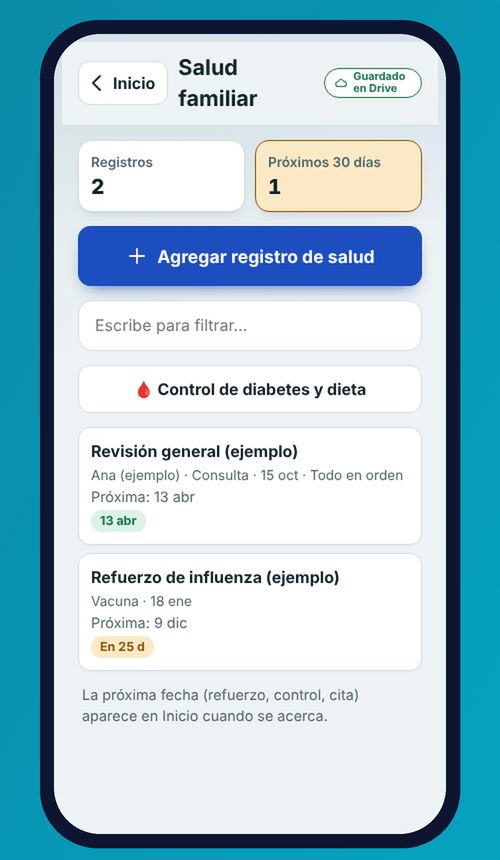 Inicio
Salud
familiar
Guardado
en Drive
Registros
2
Próximos 30 días
1
Agregar registro de salud
Escribe para filtrar...
Control de diabetes y dieta
Revisión general (ejemplo)
Ana (ejemplo) · Consulta · 15 oct · Todo en orden
Próxima: 13 abr
13 abr
Refuerzo de influenza (ejemplo)
Vacuna · 18 ene
Próxima: 9 dic
En 25 d
La próxima fecha (refuerzo, control, cita)
aparece en Inicio cuando se acerca.